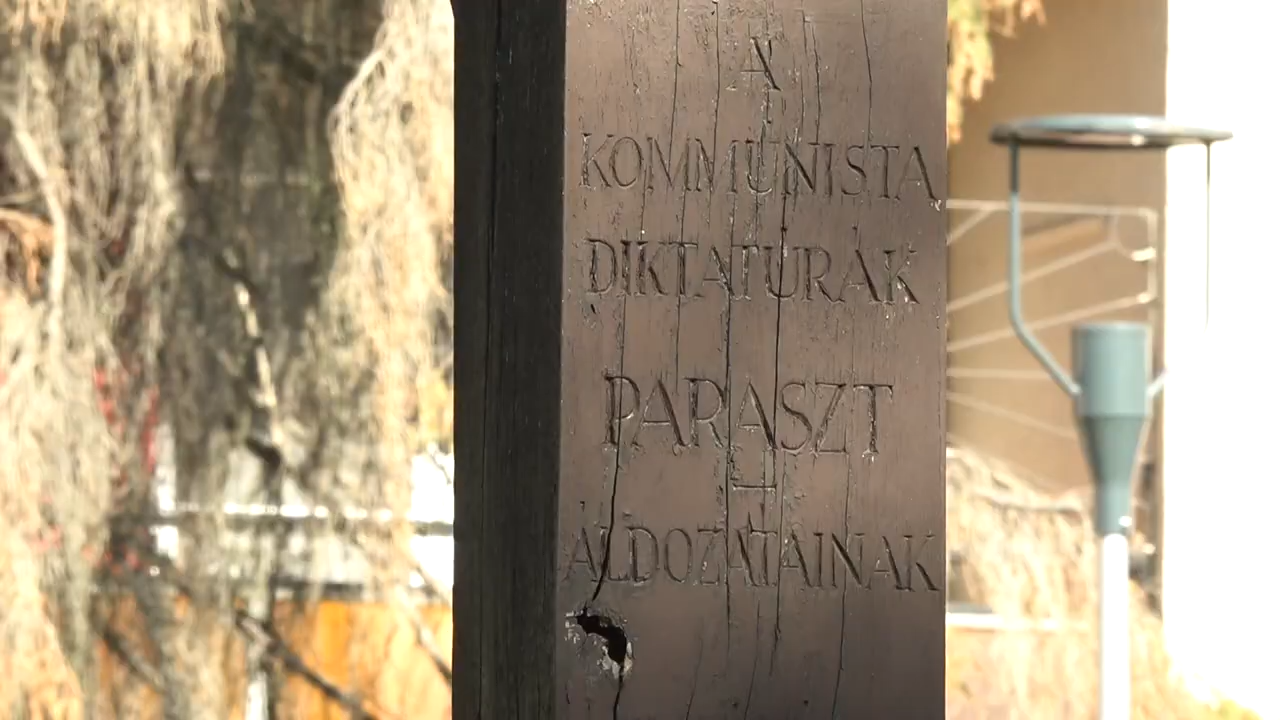 A
KOMMUNISTA
DIKTATÚRÁK
PARASZT
–
ÁLDOZATAINAK